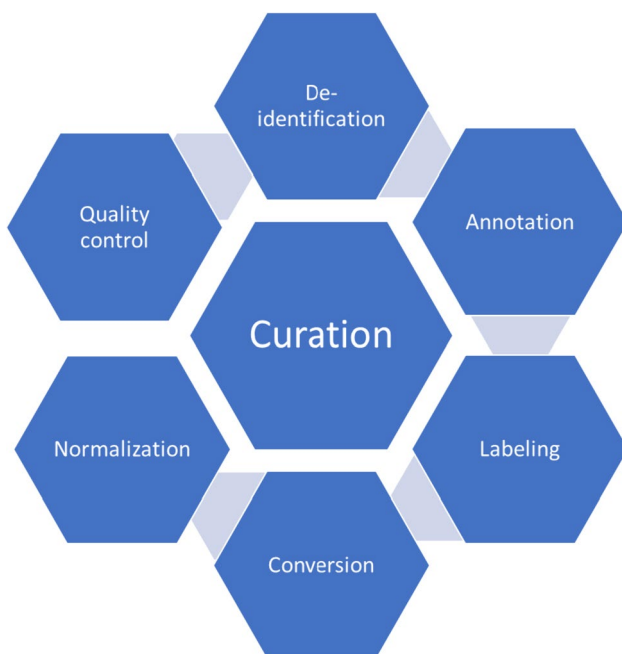 De-
identification
Quality
control
Annotation
Curation
Normalization
Labeling
Conversion